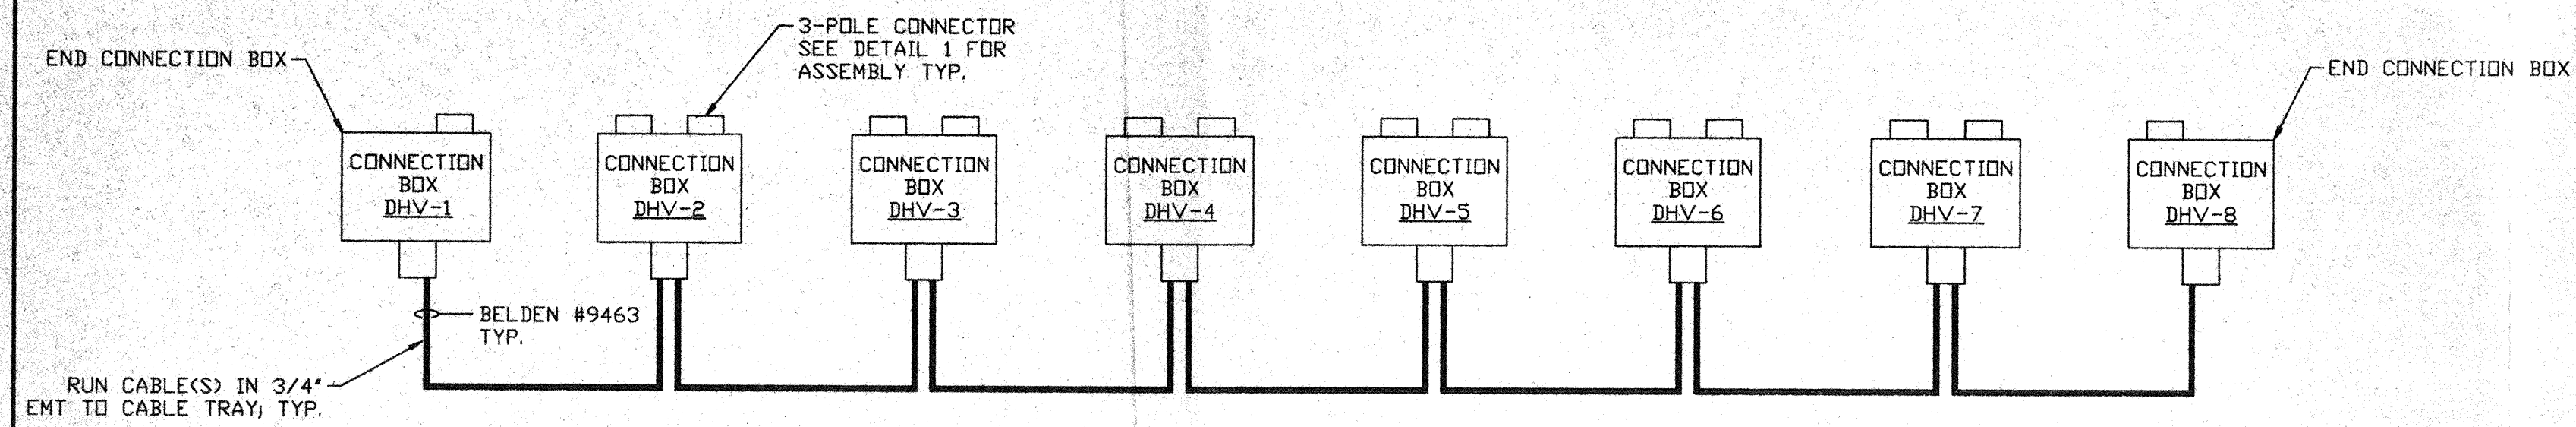 3-POLE CONNECTOR
SEE DETAIL 1 FOR
ASSEMBLY TYP.
END CONNECTION BOX
END CONNECTION BOX
CONNECTION
BOX
DHV-1
CONNECTION
BOX
DHV-2
CONNECTION
BOX
DHV-3
CONNECTION
BOX
DHV-4
CONNECTION
BOX
DHV-5
CONNECTION
BOX
DHV-6
CONNECTION
BOX
DHV-7
CONNECTION
BOX
DHV-8
BELDEN #9463
TYP.
RUN CABLE(S) IN 3/4"
EMT TO CABLE TRAY; TYP.